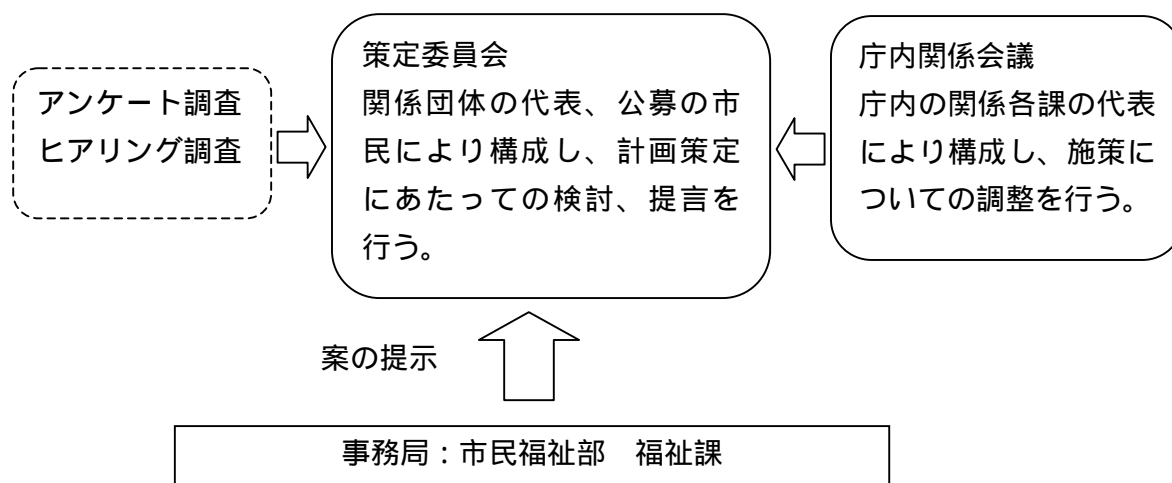 アンケート調査
ヒアリング調査
策定委員会
関係団体の代表、公募の市
民により構成し、計画策定
にあたっての検討、提言を
行う。
庁内関係会議
庁内の関係各課の代表
により構成し、施策に
ついての調整を行う。
案の提示
事務局：市民福祉部　福祉課